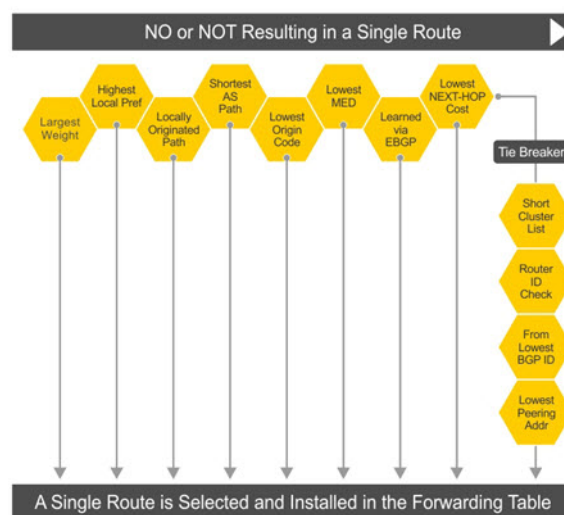 NO or NOT Resulting in a Single Route
Largest
Weight
Highest
Local Pref
Locally
Originated
Path
Shortest
AS
Path
Lowest
Origin
Code
Lowest
MED
Learned
via
EBGP
Lowest
NEXT-HOP
Cost
Tie Breaker
Short
Cluster
List
Router
ID
Check
From
Lowest
BGP ID
Lowest
Peering
Addr
A Single Route is Selected and Installed in the Forwarding Table